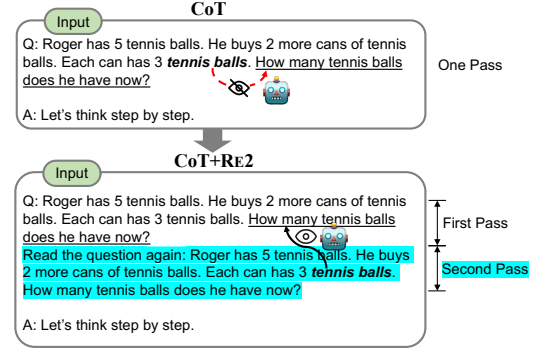 CoT
Input
Q: Roger has 5 tennis balls. He buys 2 more cans of tennis
balls. Each can has 3 tennis balls. How many tennis balls
does he have now?
One Pass
A: Let's think step by step.
CoT+RE2
Input
Q: Roger has 5 tennis balls. He buys 2 more cans of tennis
balls. Each can has 3 tennis balls. How many tennis balls
does he have now?
First Pass
Read the question again: Roger has 5 tennis balls. He buys
2 more cans of tennis balls. Each can has 3 tennis balls.
How many tennis balls does he have now?
Second Pass
A: Let's think step by step.